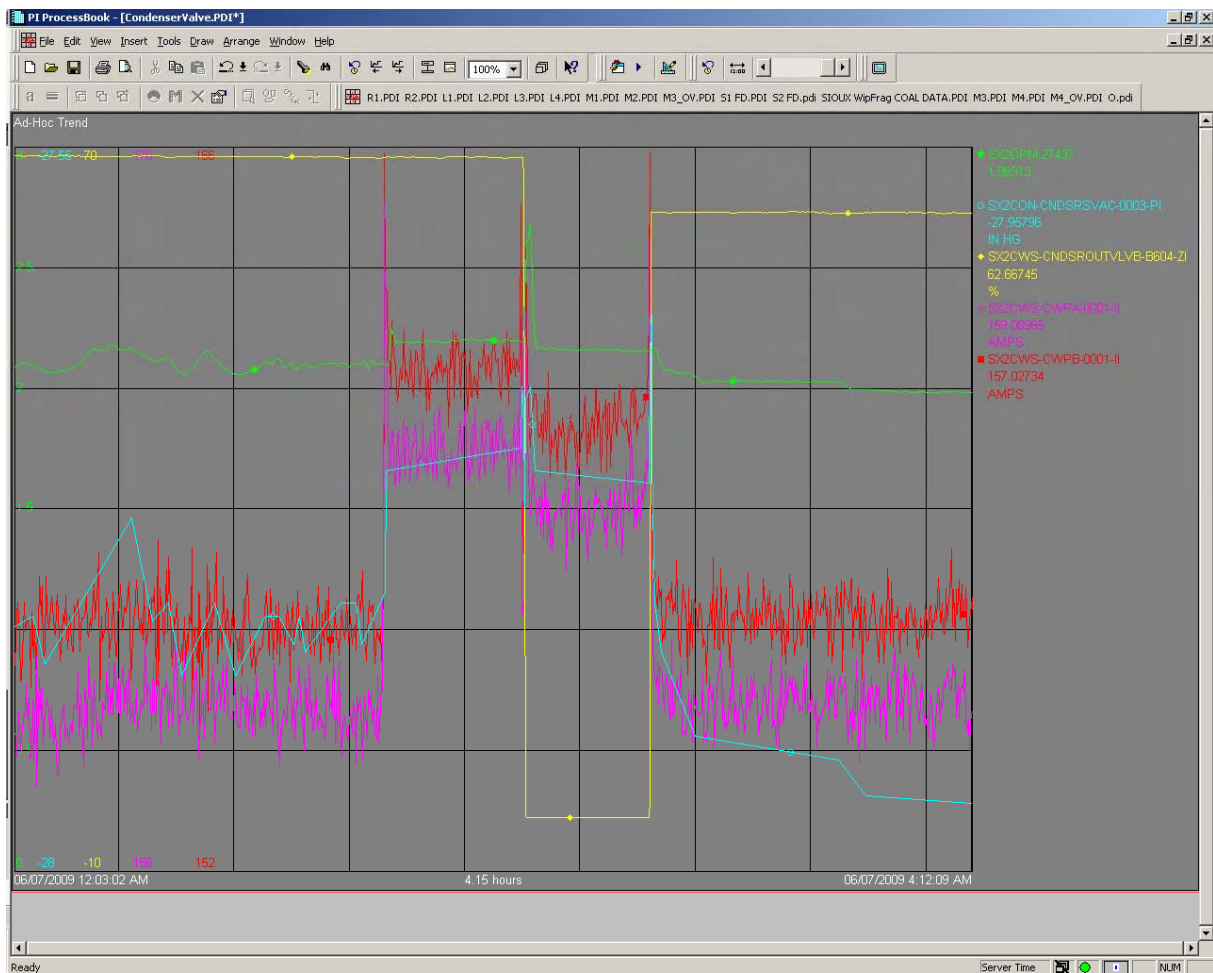 PI ProcessBook - [CondenserValve.PDI*]
File Edit View Insert Tools Draw Arrange Window Help
100%
R1.PDI R2.PDI L1.PDI L2.PDI L3.PDI L4.PDI M1.PDI M2.PDI M3_OV.PDI S1 FD.PDI S2 FD.pdi SIOUX WipFrag COAL DATA.PDI M3.PDI M4.PDI M4_OV.PDI O.pdi
Ad-Hoc Trend
-27.55 70 170 166
2.5
2
1.5
0 -28 -10 156 152
06/07/2009 12:03:02 AM 4.15 hours 06/07/2009 4:12:09 AM
SX2OPM-27437
1.98313
SX2CON-CNDSRSVAC-0003-PI
-27.95796
IN HG
SX2CWS-CNDSROUTVLVB-B604-ZI
62.66745
%
SX2CWS-CWPA-0001-II
AMPS
SX2CWS-CWPB-0001-II
157.02734
AMPS
Ready Server Time NUM